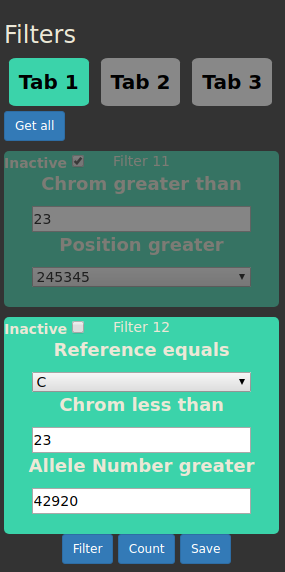 Filters
Tab 1 Tab 2 Tab 3
Get all
Inactive Filter 11
Chrom greater than
23
Position greater
245345
Inactive Filter 12
Reference equals
C
Chrom less than
23
Allele Number greater
42920
Filter Count Save